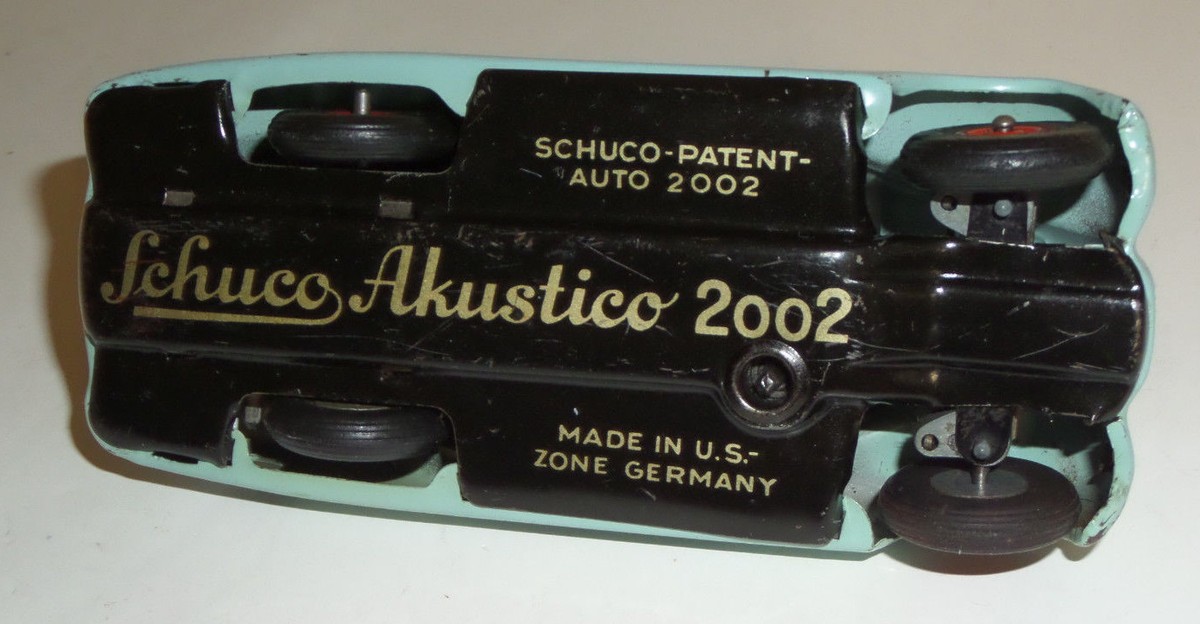 SCHUCO-PATENT-
AUTO 2002
Schuco Akustico 2002
MADE IN U.S.-
ZONE GERMANY